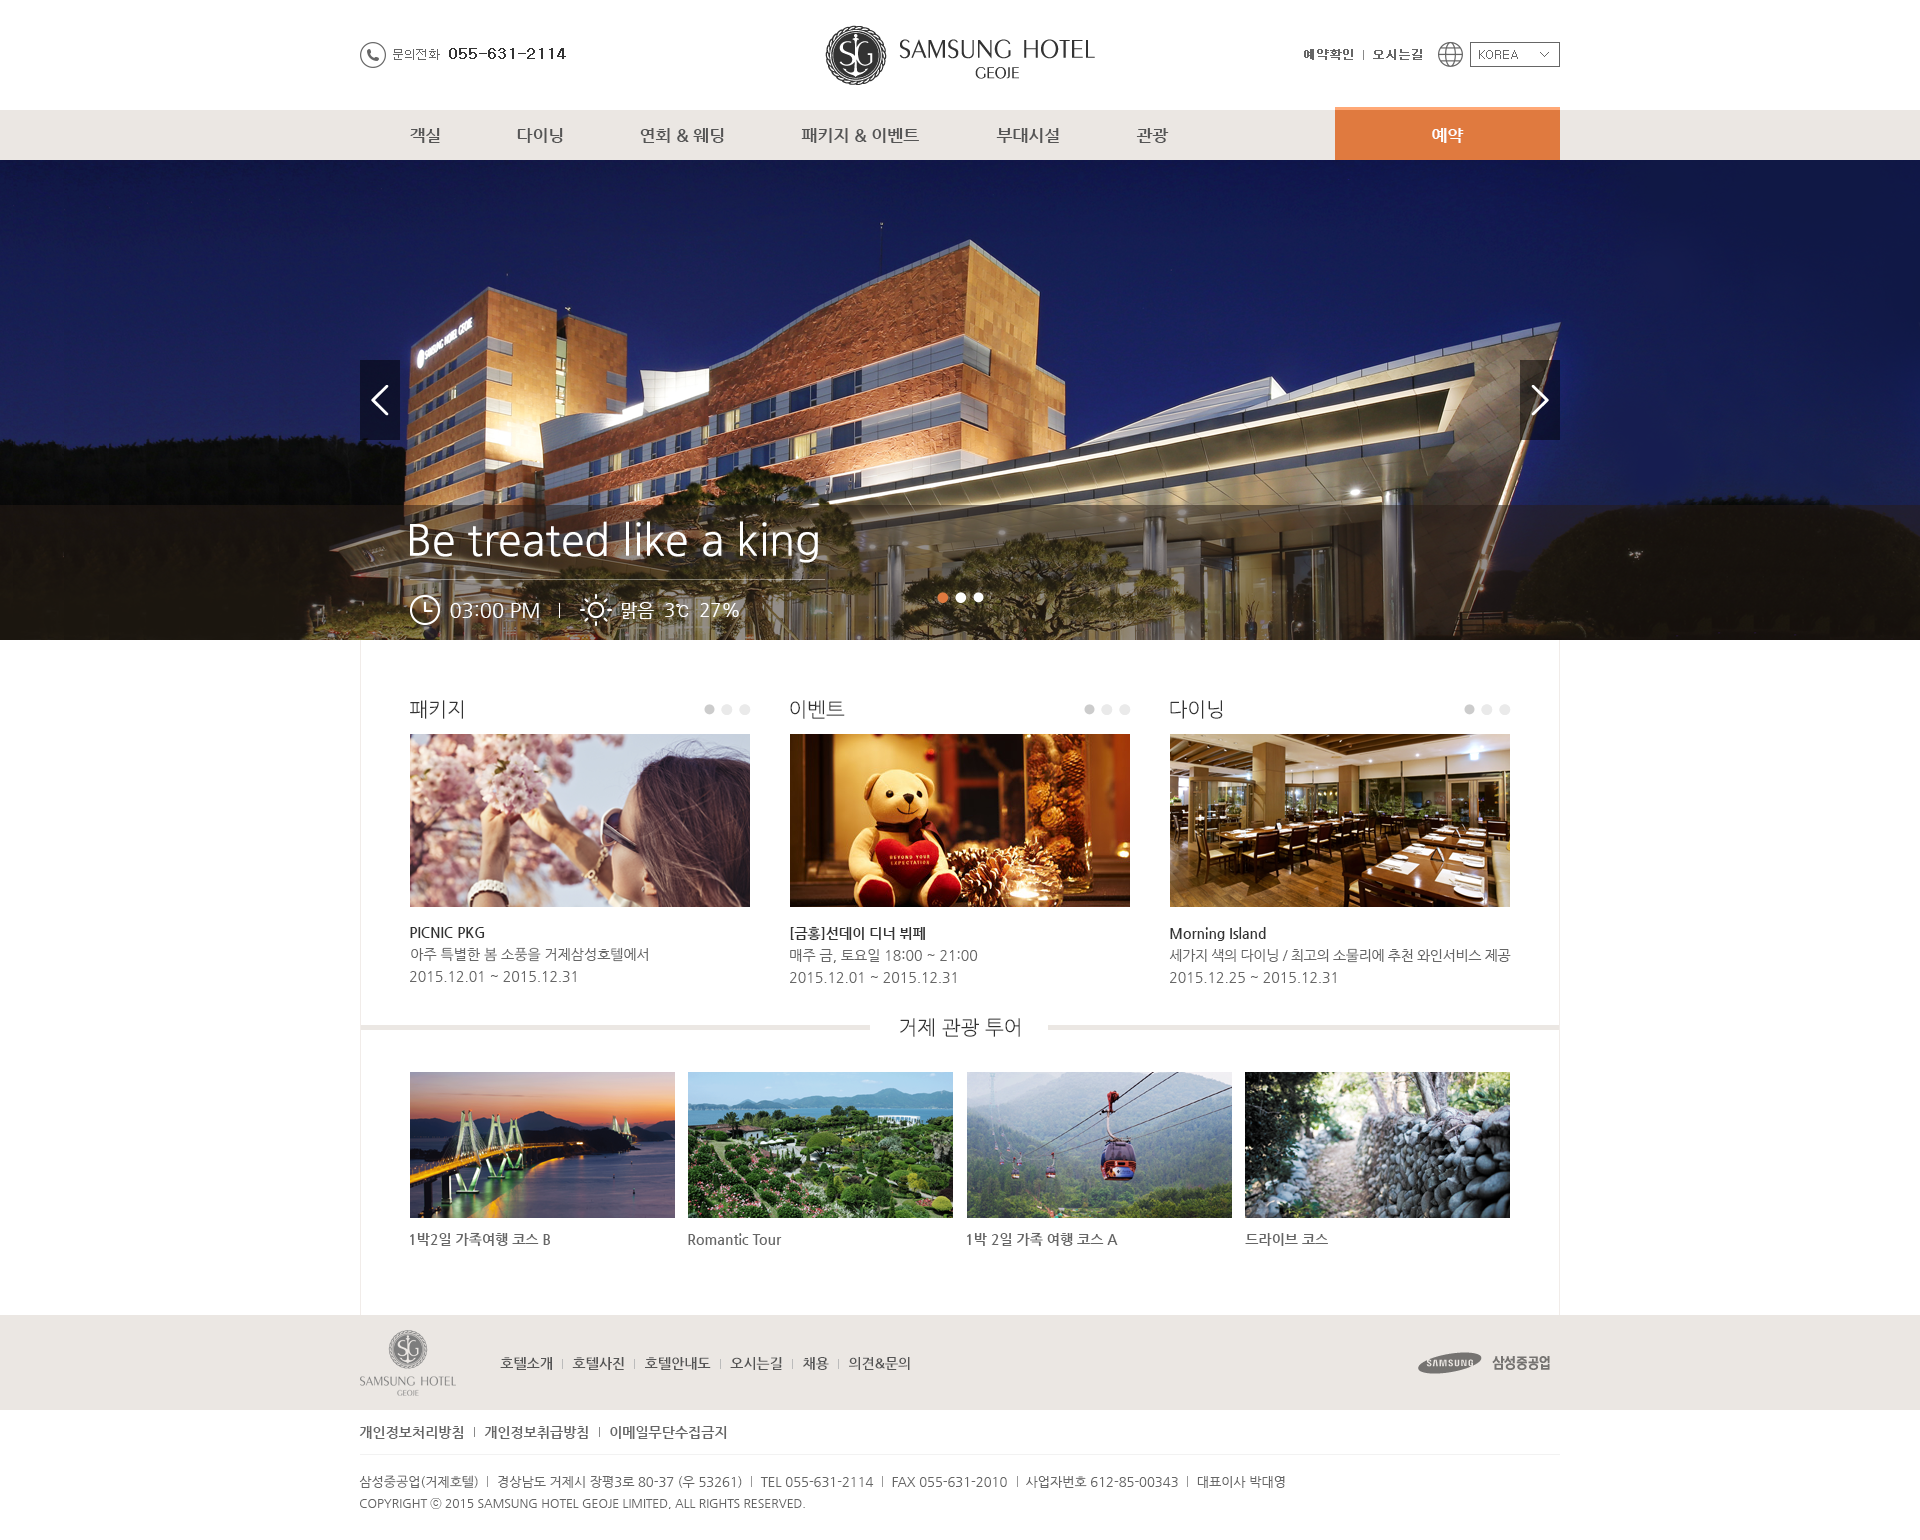 문의전화 055-631-2114
SG
SAMSUNG HOTEL
GEOJE
예약확인 | 오시는길
KOREA
객실 다이닝 연회 & 웨딩 패키지 & 이벤트 부대시설 관광 예약
SAMSUNG HOTEL GEOJE
Be treated like a king
03:00 PM | 맑음 3℃ 27%
패키지
이벤트
다이닝
BEYOND YOUR
EXPECTATION
PICNIC PKG
아주 특별한 봄 소풍을 거제삼성호텔에서
2015.12.01 ~ 2015.12.31
[금홍]선데이 디너 뷔페
매주 금, 토요일 18:00 ~ 21:00
2015.12.01 ~ 2015.12.31
Morning Island
세가지 색의 다이닝 / 최고의 소믈리에 추천 와인서비스 제공
2015.12.25 ~ 2015.12.31
거제 관광 투어
1박2일 가족여행 코스 B
Romantic Tour
1박 2일 가족 여행 코스 A
드라이브 코스
SG
SAMSUNG HOTEL
GEOJE
호텔소개 | 호텔사진 | 호텔안내도 | 오시는길 | 채용 | 의견&문의
SAMSUNG 삼성중공업
개인정보처리방침 | 개인정보취급방침 | 이메일무단수집금지
삼성중공업(거제호텔) | 경상남도 거제시 장평3로 80-37 (우 53261) | TEL 055-631-2114 | FAX 055-631-2010 | 사업자번호 612-85-00343 | 대표이사 박대영
COPYRIGHT ⓒ 2015 SAMSUNG HOTEL GEOJE LIMITED, ALL RIGHTS RESERVED.